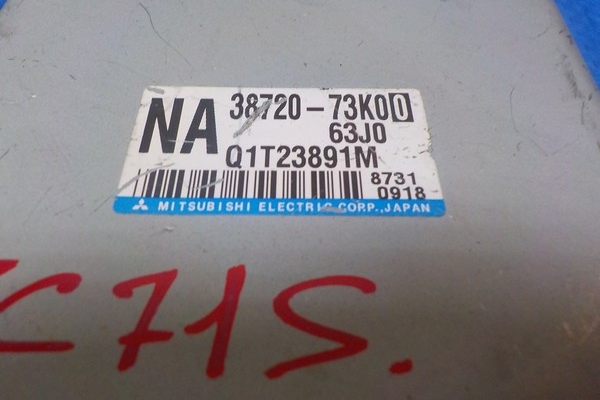 NA 38720-73K00
63J0
Q1T23891M
8731
0918
MITSUBISHI ELECTRIC CORP., JAPAN
C71S.